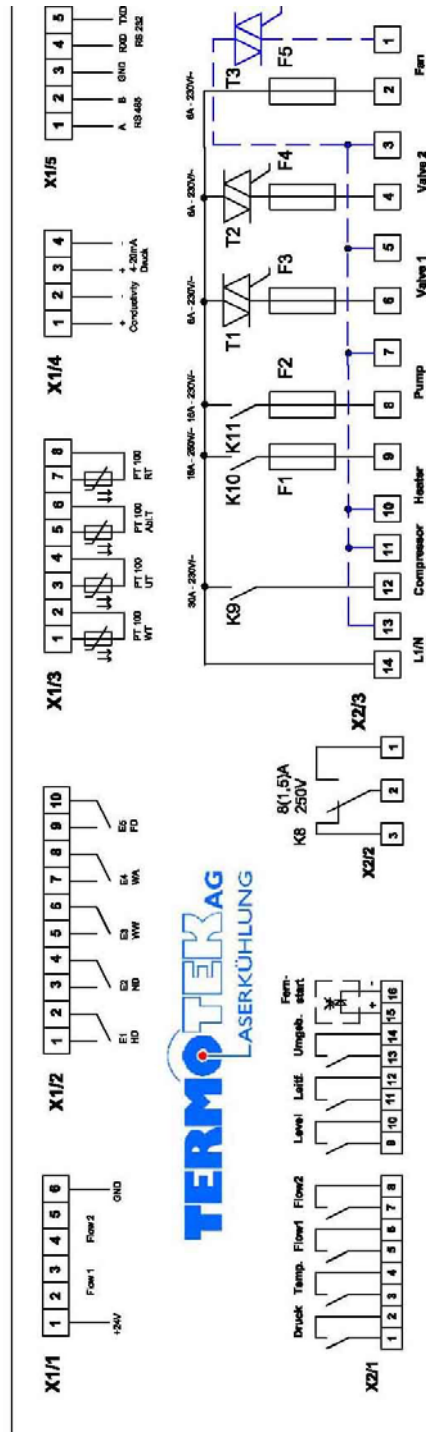 X1/1
1 2 3 4 5 6
+24V Flow 1 Flow 2 GND
X1/2
1 2 3 4 5 6 7 8 9 10
E1 E2 E3 E4 E5
HD ND WW WA FD
X1/3
1 2 3 4 5 6 7 8
PT 100 PT 100 PT 100 PT 100
WT UT Abl.T RT
X1/4
1 2 3 4
+ - + -
Conductivity 4-20mA
Druck
X1/5
1 2 3 4 5
A B GND RXD TXD
RS 485 RS 232
TERMOTEK AG
LASERKÜHLUNG
Druck Temp. Flow1 Flow2 Level Leitf. Umgeb. Fern-
start
+ -
1 2 3 4 5 6 7 8 9 10 11 12 13 14 15 16
X2/1
8(1,5)A
250V
K8
3 2 1
X2/2
X2/3
30A - 230V/~ 16A - 250V/~ 16A - 230V/~ 6A - 230V/~ 6A - 230V/~ 6A - 230V/~
K9 K10 K11 T1 T2 T3
F1 F2 F3 F4 F5
14 13 12 11 10 9 8 7 6 5 4 3 2 1
L1/N Compressor Heater Pump Valve 1 Valve 2 Fan